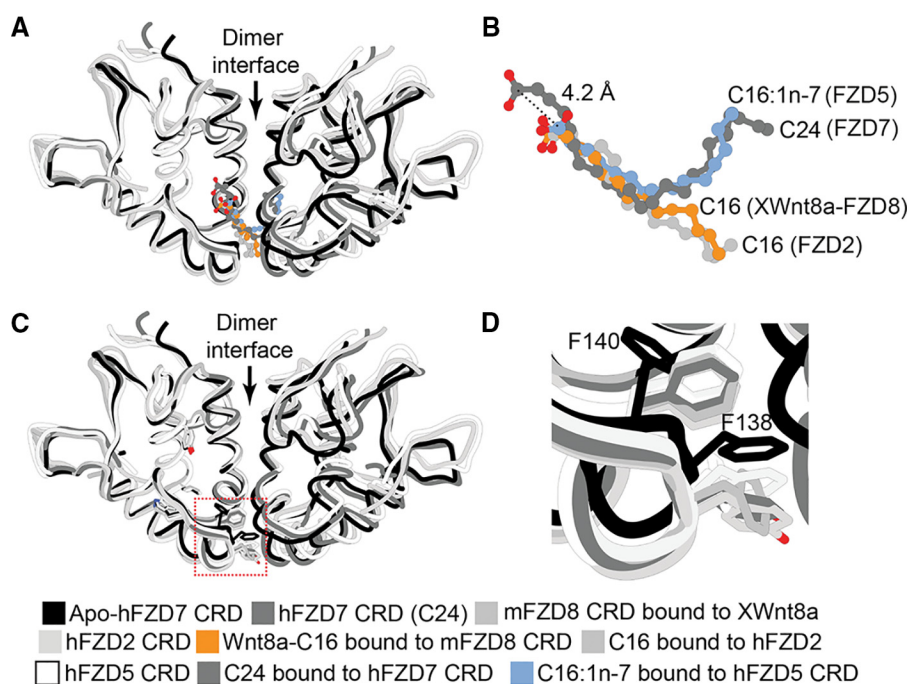 A
Dimer
interface
B
4.2 Å
C16:1n-7 (FZD5)
C24 (FZD7)
C16 (XWnt8a-FZD8)
C16 (FZD2)
C
Dimer
interface
D
F140
F138
Apo-hFZD7 CRD hFZD7 CRD (C24) mFZD8 CRD bound to XWnt8a
hFZD2 CRD Wnt8a-C16 bound to mFZD8 CRD C16 bound to hFZD2
hFZD5 CRD C24 bound to hFZD7 CRD C16:1n-7 bound to hFZD5 CRD